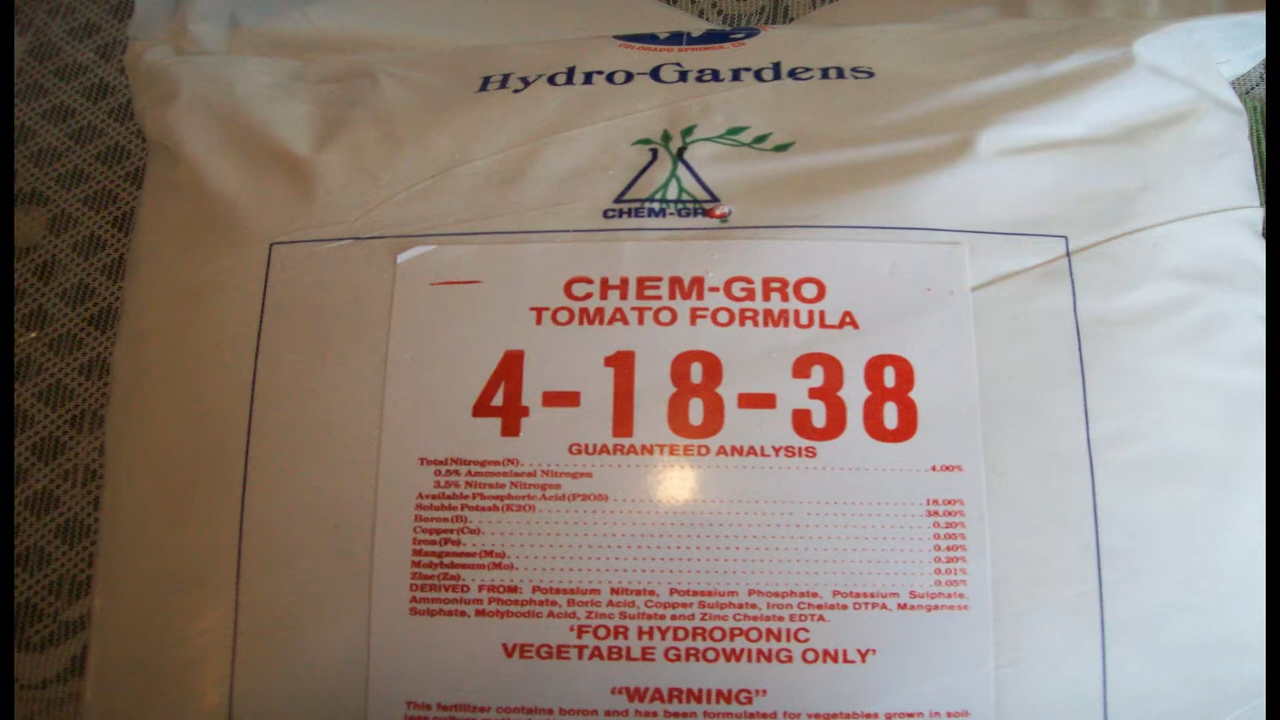 COLORADO SPRINGS, CO
Hydro-Gardens
CHEM-GRO
CHEM-GRO
TOMATO FORMULA
4-18-38
GUARANTEED ANALYSIS
Total Nitrogen (N) 4.00%
0.5% Ammoniacal Nitrogen
3.5% Nitrate Nitrogen
Available Phosphoric Acid (P2O5) 18.00%
Soluble Potash (K2O) 38.00%
Boron (B) 0.20%
Copper (Cu) 0.05%
Iron (Fe) 0.40%
Manganese (Mn) 0.20%
Molybdenum (Mo) 0.01%
Zinc (Zn) 0.05%
DERIVED FROM: Potassium Nitrate, Potassium Phosphate, Potassium Sulphate,
Ammonium Phosphate, Boric Acid, Copper Sulphate, Iron Chelate DTPA, Manganese
Sulphate, Molybodic Acid, Zinc Sulfate and Zinc Chelate EDTA.
'FOR HYDROPONIC
VEGETABLE GROWING ONLY'
"WARNING"
This fertilizer contains boron and has been formulated for vegetables grown in soil-